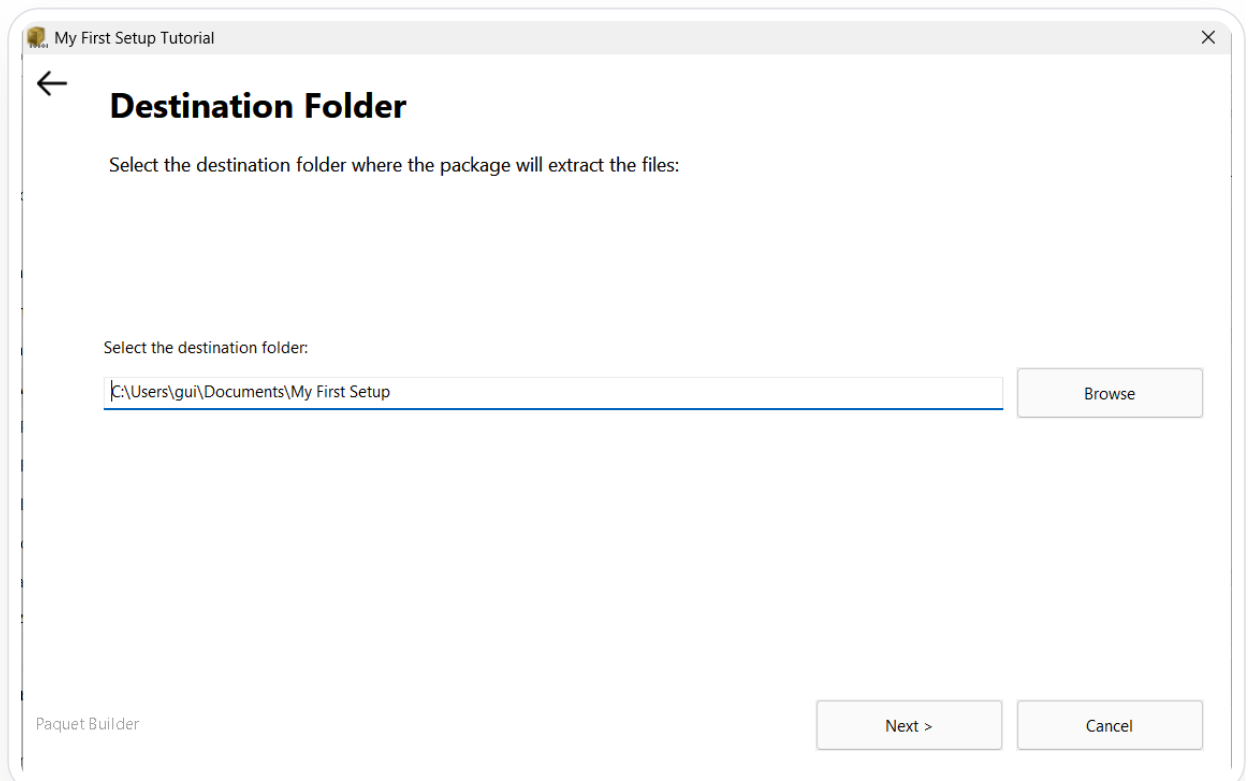 My First Setup Tutorial
Destination Folder
Select the destination folder where the package will extract the files:
Select the destination folder:
C:\Users\gui\Documents\My First Setup
Browse
Paquet Builder
Next >
Cancel